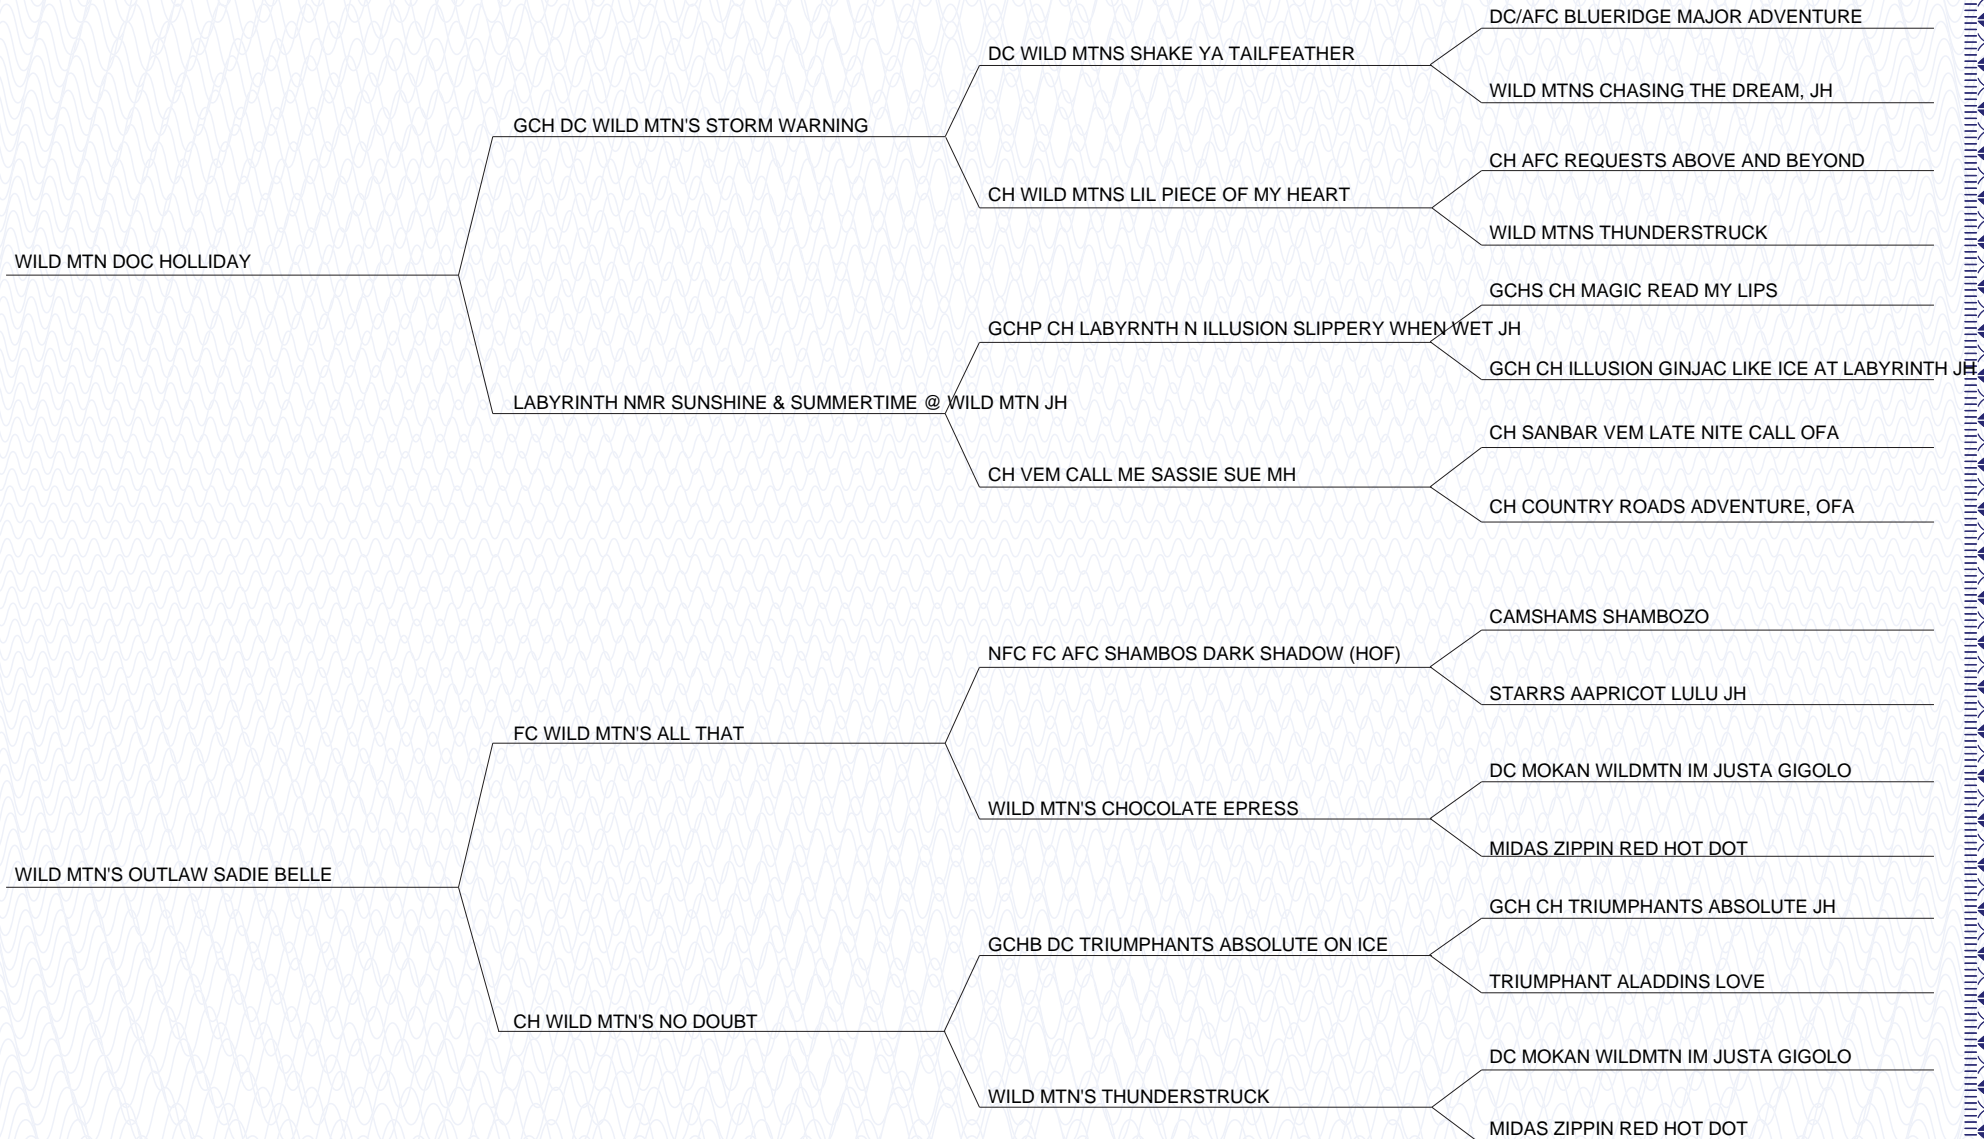 DC/AFC BLUERIDGE MAJOR ADVENTURE
DC WILD MTNS SHAKE YA TAILFEATHER
WILD MTNS CHASING THE DREAM, JH
GCH DC WILD MTN'S STORM WARNING
CH AFC REQUESTS ABOVE AND BEYOND
CH WILD MTNS LIL PIECE OF MY HEART
WILD MTNS THUNDERSTRUCK
WILD MTN DOC HOLLIDAY
GCHS CH MAGIC READ MY LIPS
GCHP CH LABYRNTH N ILLUSION SLIPPERY WHEN WET JH
GCH CH ILLUSION GINJAC LIKE ICE AT LABYRINTH JH
LABYRINTH NMR SUNSHINE & SUMMERTIME @ WILD MTN JH
CH SANBAR VEM LATE NITE CALL OFA
CH VEM CALL ME SASSIE SUE MH
CH COUNTRY ROADS ADVENTURE, OFA
CAMSHAMS SHAMBOZO
NFC FC AFC SHAMBOS DARK SHADOW (HOF)
STARRS AAPRICOT LULU JH
FC WILD MTN'S ALL THAT
DC MOKAN WILDMTN IM JUSTA GIGOLO
WILD MTN'S CHOCOLATE EPRESS
MIDAS ZIPPIN RED HOT DOT
WILD MTN'S OUTLAW SADIE BELLE
GCH CH TRIUMPHANTS ABSOLUTE JH
GCHB DC TRIUMPHANTS ABSOLUTE ON ICE
TRIUMPHANT ALADDINS LOVE
CH WILD MTN'S NO DOUBT
DC MOKAN WILDMTN IM JUSTA GIGOLO
WILD MTN'S THUNDERSTRUCK
MIDAS ZIPPIN RED HOT DOT